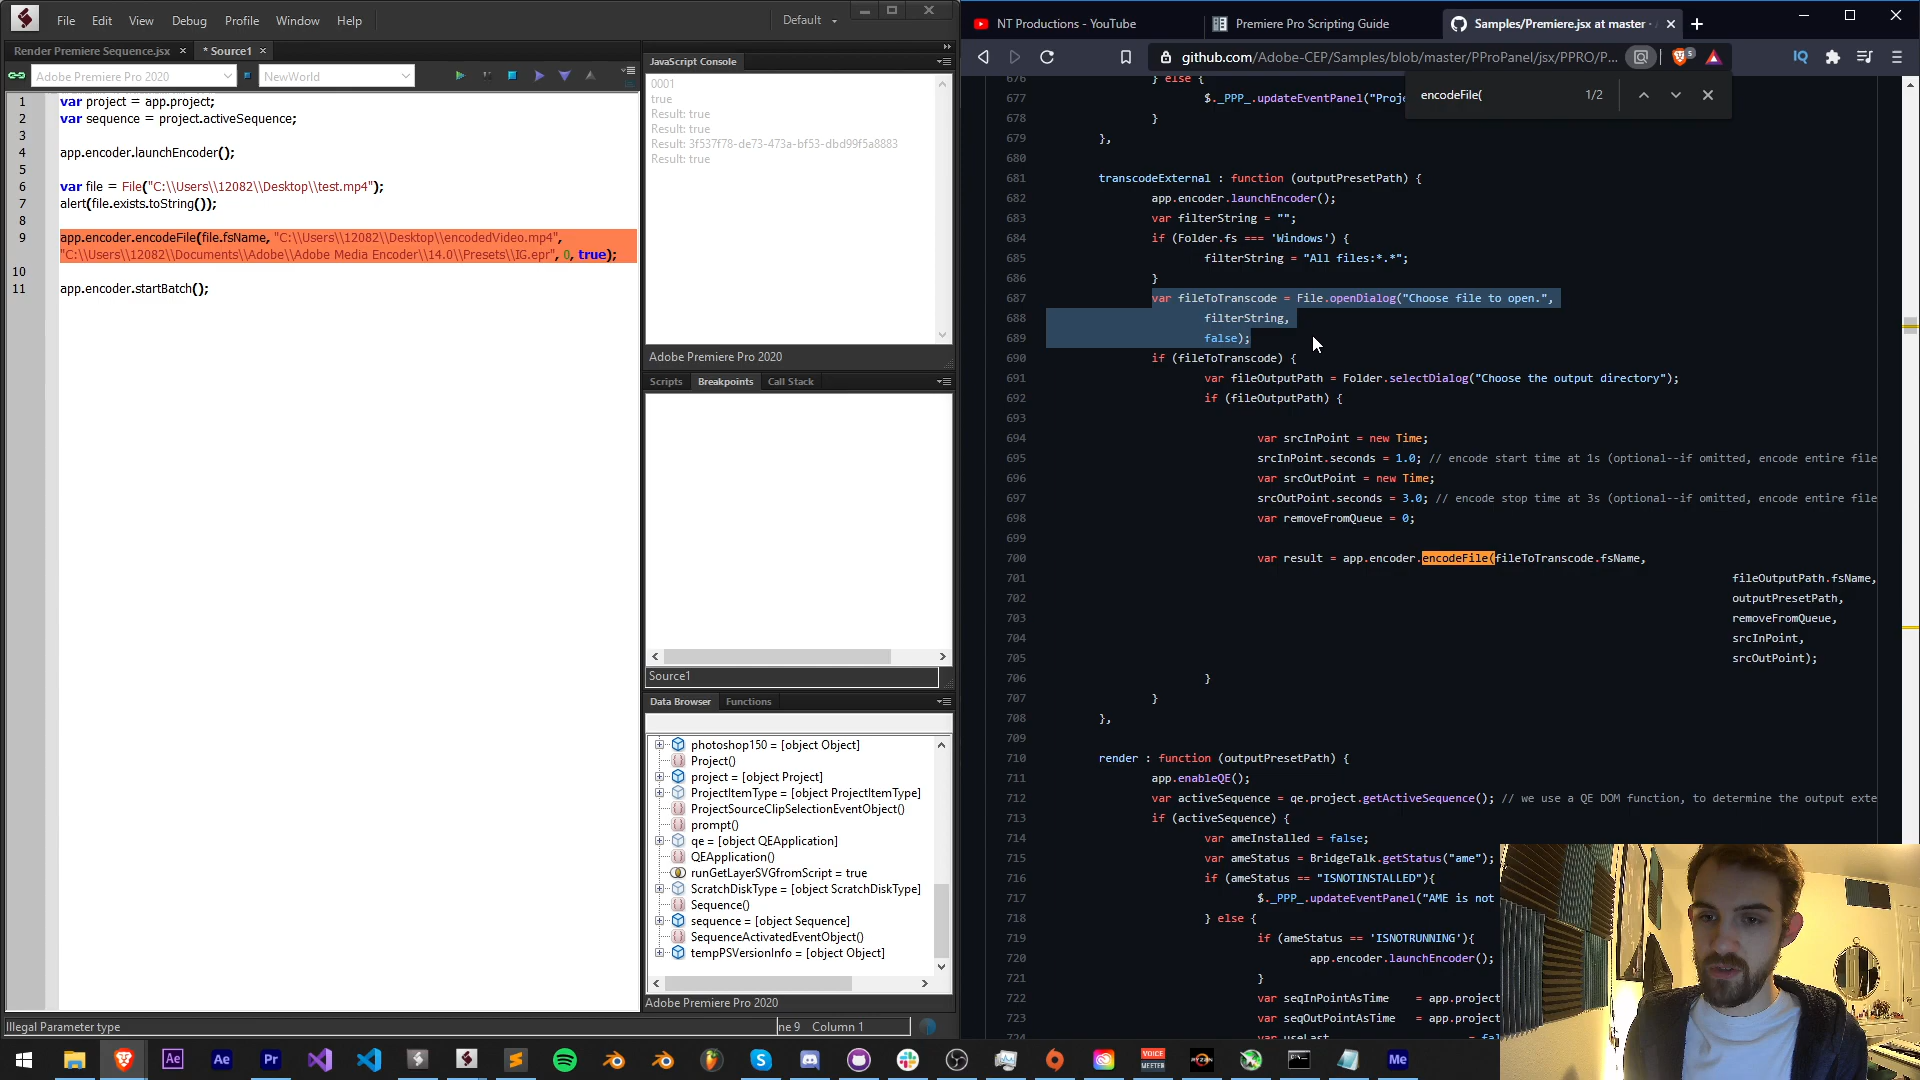 File Edit View Debug Profile Window Help Default
Render Premiere Sequence.jsx × * Source1 ×
Adobe Premiere Pro 2020 NewWorld
1 var project = app.project;
2 var sequence = project.activeSequence;
3
4 app.encoder.launchEncoder();
5
6 var file = File("C:\\Users\\12082\\Desktop\\test.mp4");
7 alert(file.exists.toString());
8
9 app.encoder.encodeFile(file.fsName, "C:\\Users\\12082\\Desktop\\encodedVideo.mp4",
"C:\\Users\\12082\\Documents\\Adobe\\Adobe Media Encoder\\14.0\\Presets\\IG.epr", 0, true);
10
11 app.encoder.startBatch();
Illegal Parameter type
ne 9 Column 1
JavaScript Console
0001
true
Result: true
Result: true
Result: 3f537f78-de73-473a-bf53-dbd99f5a8883
Result: true
Adobe Premiere Pro 2020
Scripts Breakpoints Call Stack
Source1
Data Browser Functions
photoshop150 = [object Object]
Project()
project = [object Project]
ProjectItemType = [object ProjectItemType]
ProjectSourceClipSelectionEventObject()
prompt()
qe = [object QEApplication]
QEApplication()
runGetLayerSVGfromScript = true
ScratchDiskType = [object ScratchDiskType]
Sequence()
sequence = [object Sequence]
SequenceActivatedEventObject()
tempPSVersionInfo = [object Object]
Adobe Premiere Pro 2020
NT Productions - YouTube
Premiere Pro Scripting Guide
Samples/Premiere.jsx at master ·
github.com/Adobe-CEP/Samples/blob/master/PProPanel/jsx/PPRO/P...
encodeFile( 1/2
676 } else {
677 $._PPP_.updateEventPanel("Proj
678 }
679 },
680
681 transcodeExternal : function (outputPresetPath) {
682 app.encoder.launchEncoder();
683 var filterString = "";
684 if (Folder.fs === 'Windows') {
685 filterString = "All files:*.*";
686 }
687 var fileToTranscode = File.openDialog("Choose file to open.",
688 filterString,
689 false);
690 if (fileToTranscode) {
691 var fileOutputPath = Folder.selectDialog("Choose the output directory");
692 if (fileOutputPath) {
693
694 var srcInPoint = new Time;
695 srcInPoint.seconds = 1.0; // encode start time at 1s (optional--if omitted, encode entire file
696 var srcOutPoint = new Time;
697 srcOutPoint.seconds = 3.0; // encode stop time at 3s (optional--if omitted, encode entire file
698 var removeFromQueue = 0;
699
700 var result = app.encoder.encodeFile(fileToTranscode.fsName,
701 fileOutputPath.fsName,
702 outputPresetPath,
703 removeFromQueue,
704 srcInPoint,
705 srcOutPoint);
706 }
707 }
708 },
709
710 render : function (outputPresetPath) {
711 app.enableQE();
712 var activeSequence = qe.project.getActiveSequence(); // we use a QE DOM function, to determine the output exte
713 if (activeSequence) {
714 var ameInstalled = false;
715 var ameStatus = BridgeTalk.getStatus("ame");
716 if (ameStatus == "ISNOTINSTALLED"){
717 $._PPP_.updateEventPanel("AME is not
718 } else {
719 if (ameStatus == 'ISNOTRUNNING'){
720 app.encoder.launchEncoder();
721 }
722 var seqInPointAsTime = app.project
723 var seqOutPointAsTime = app.project
724 var useLast = fal
Ae Ae Pr VOICE MEETER RYZEN Me